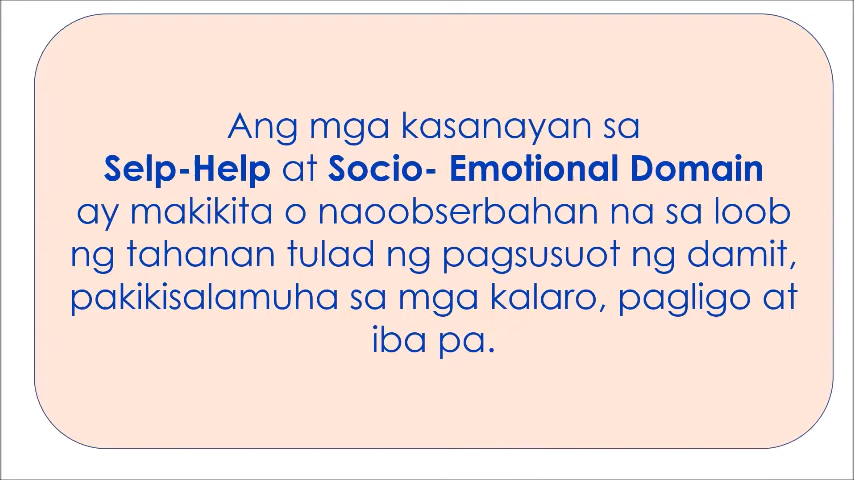 Ang mga kasanayan sa
Selp-Help at Socio- Emotional Domain
ay makikita o naoobserbahan na sa loob
ng tahanan tulad ng pagsusuot ng damit,
pakikisalamuha sa mga kalaro, pagligo at
iba pa.